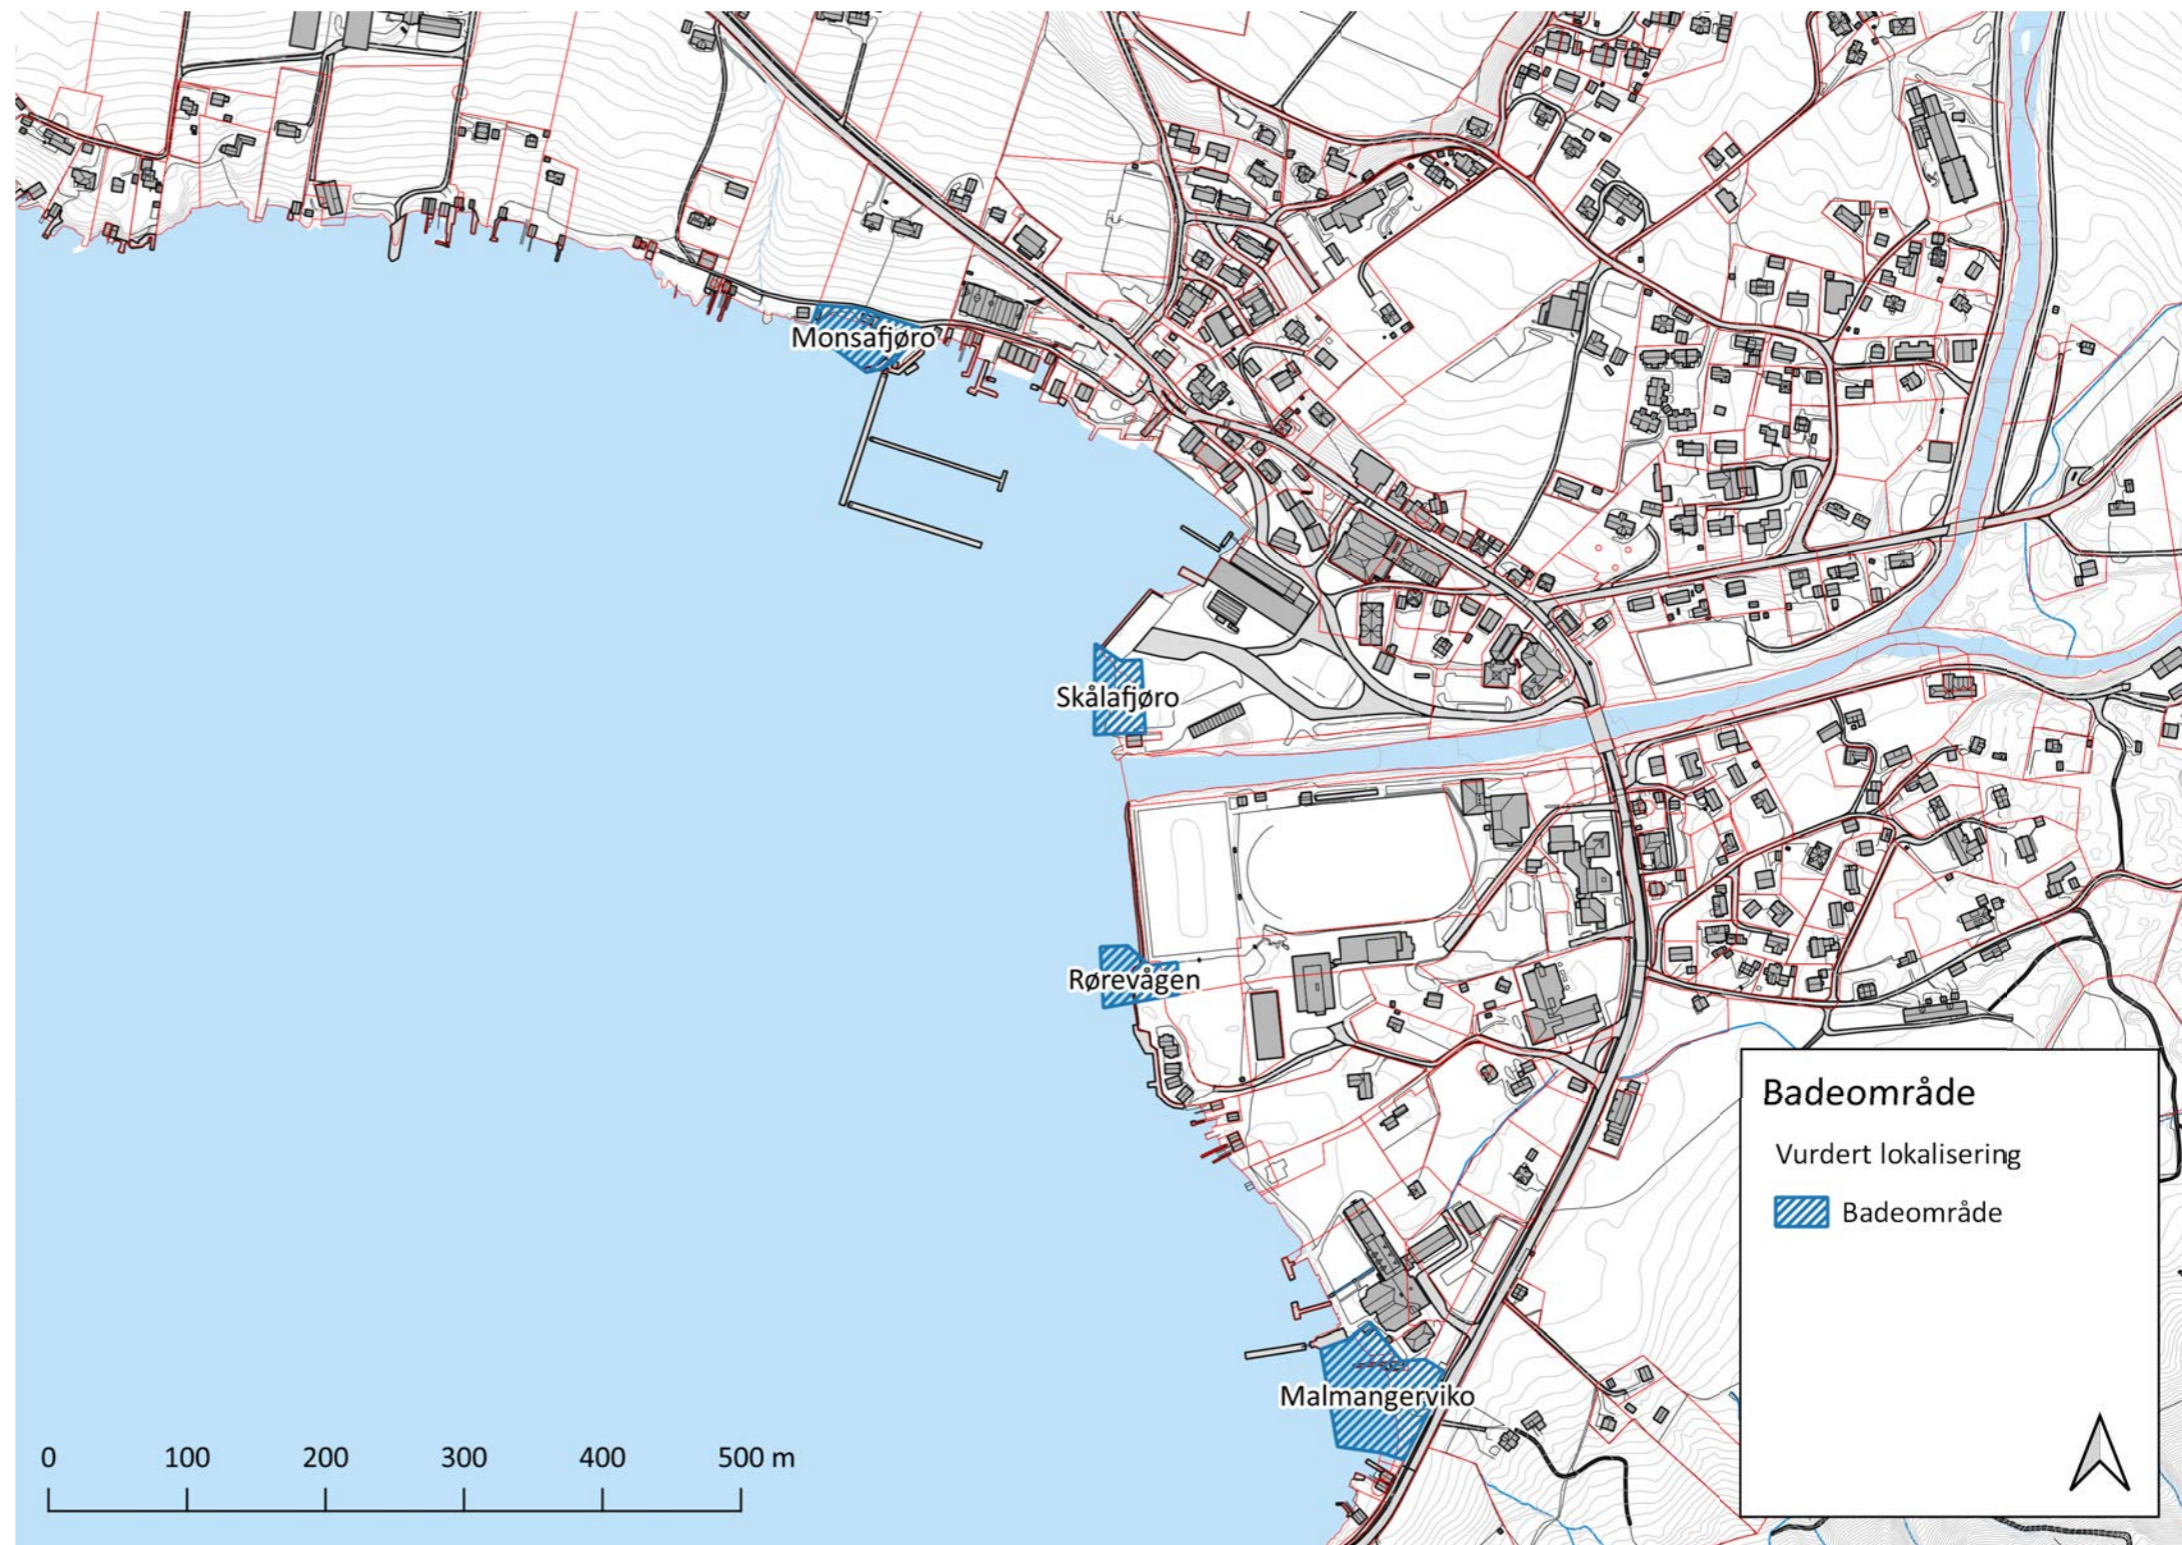 Monsafjøro
Skålafjøro
Rørevågen
Malmangerviko
Badeområde
Vurdert lokalisering
Badeområde
0 100 200 300 400 500 m